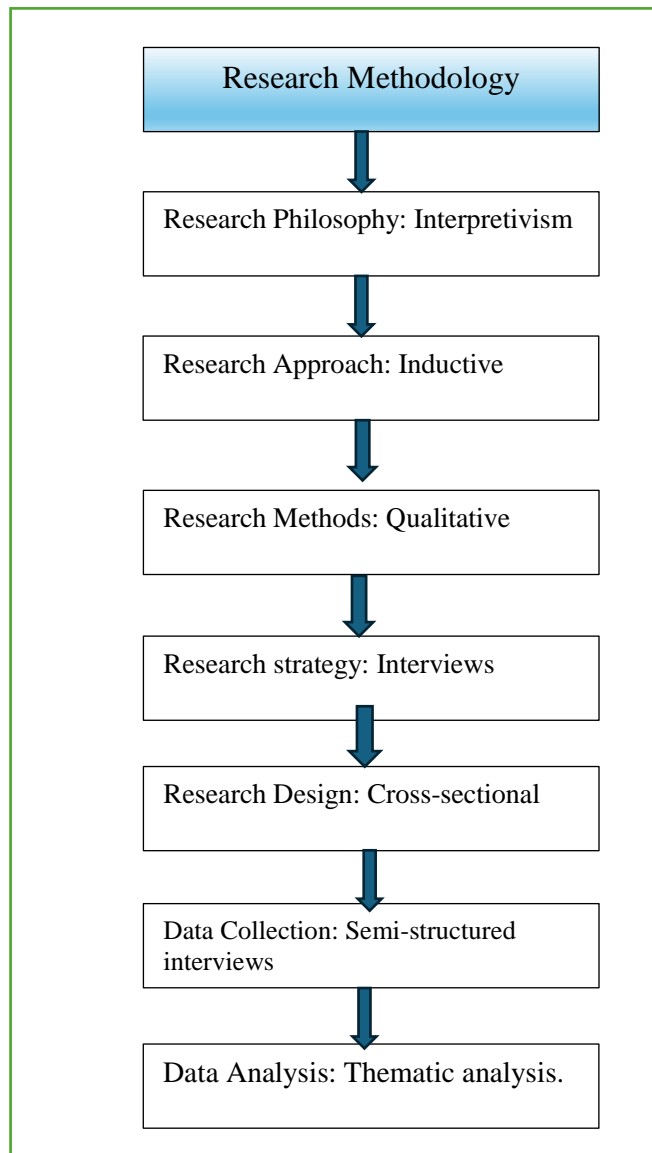 Research Methodology
Research Philosophy: Interpretivism
Research Approach: Inductive
Research Methods: Qualitative
Research strategy: Interviews
Research Design: Cross-sectional
Data Collection: Semi-structured
interviews
Data Analysis: Thematic analysis.